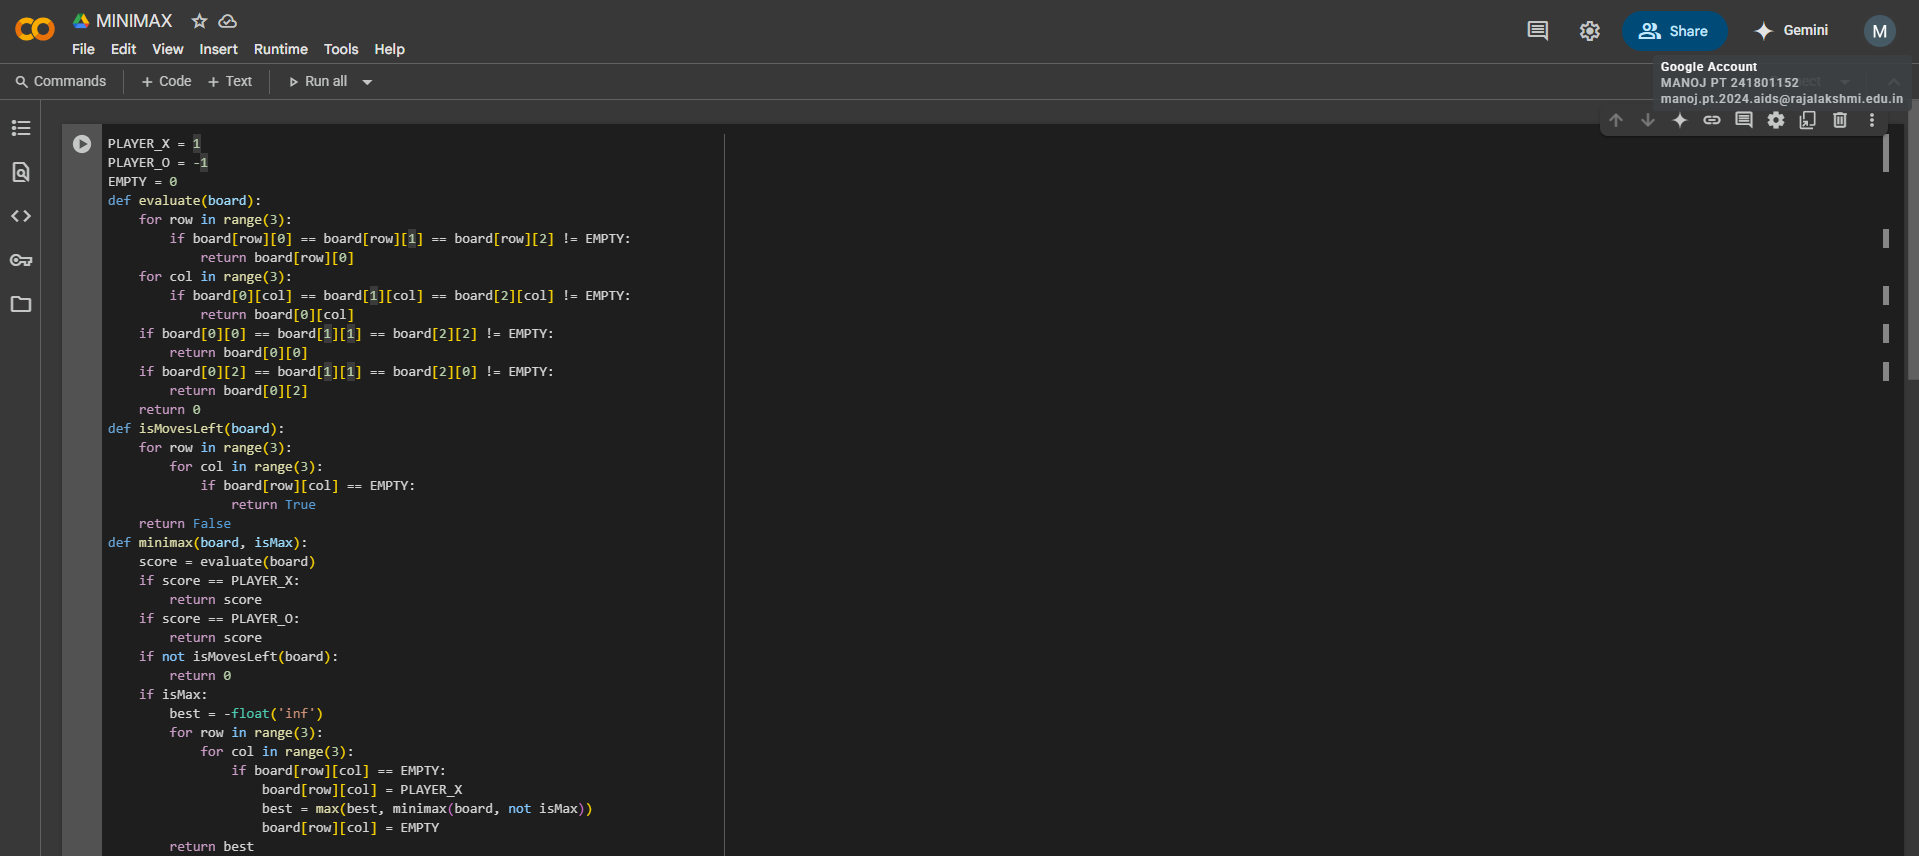 MINIMAX
File Edit View Insert Runtime Tools Help
Share
Gemini
M
Commands + Code + Text Run all
Google Account
MANOJ PT 241801152
manoj.pt.2024.aids@rajalakshmi.edu.in
PLAYER_X = 1
PLAYER_O = -1
EMPTY = 0
def evaluate(board):
    for row in range(3):
        if board[row][0] == board[row][1] == board[row][2] != EMPTY:
            return board[row][0]
    for col in range(3):
        if board[0][col] == board[1][col] == board[2][col] != EMPTY:
            return board[0][col]
    if board[0][0] == board[1][1] == board[2][2] != EMPTY:
        return board[0][0]
    if board[0][2] == board[1][1] == board[2][0] != EMPTY:
        return board[0][2]
    return 0
def isMovesLeft(board):
    for row in range(3):
        for col in range(3):
            if board[row][col] == EMPTY:
                return True
    return False
def minimax(board, isMax):
    score = evaluate(board)
    if score == PLAYER_X:
        return score
    if score == PLAYER_O:
        return score
    if not isMovesLeft(board):
        return 0
    if isMax:
        best = -float('inf')
        for row in range(3):
            for col in range(3):
                if board[row][col] == EMPTY:
                    board[row][col] = PLAYER_X
                    best = max(best, minimax(board, not isMax))
                    board[row][col] = EMPTY
        return best